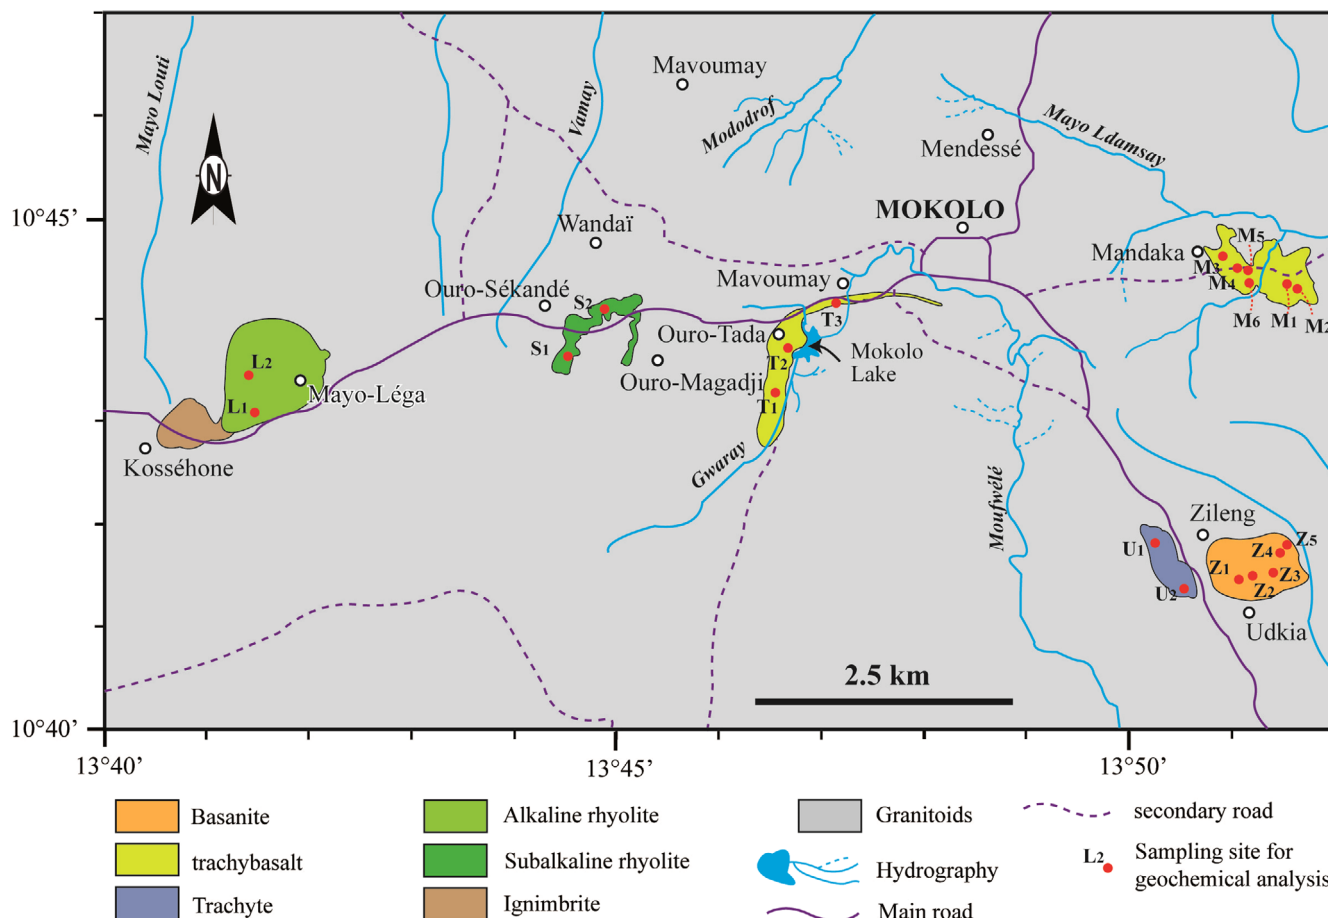 Mavoumay
Mayo Louti
Vamay
Mododrof
Mayo Ldamsay
Mendessé
N
10°45’
Wandaï
MOKOLO
Mandaka
M5
M3
M4
M6
M1
M2
Mavoumay
Ouro-Sékandé
S2
S1
T3
Ouro-Tada
T2
Mokolo
Lake
L2
Ouro-Magadji
Mayo-Léga
L1
T1
Kosséhone
Gwaray
Moufwélé
Zileng
U1
Z5
Z4
Z1
Z3
Z2
U2
Udkia
2.5 km
10°40’
13°40’
13°45’
13°50’
Basanite
Alkaline rhyolite
Granitoids
secondary road
trachybasalt
Subalkaline rhyolite
Hydrography
L2
Sampling site for
geochemical analysis
Trachyte
Ignimbrite
Main road